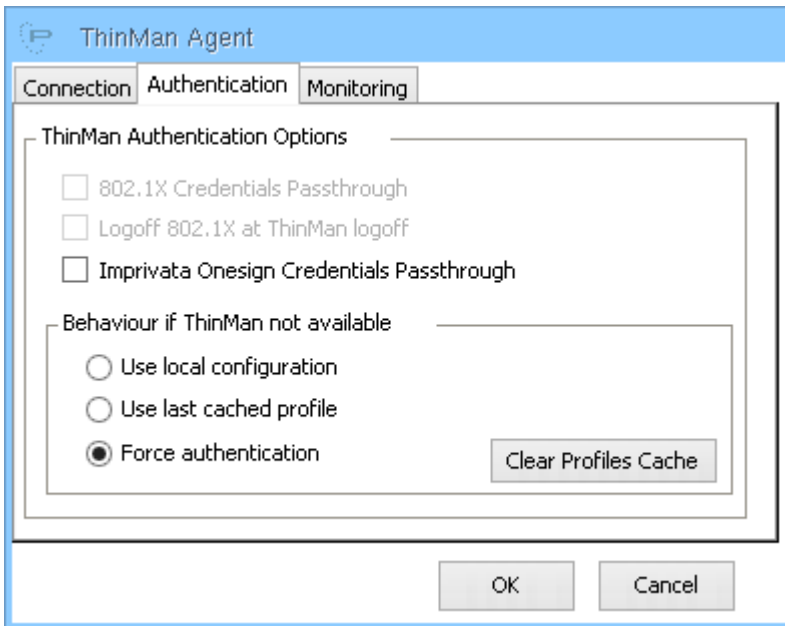 ThinMan Agent
Connection Authentication Monitoring
ThinMan Authentication Options
802.1X Credentials Passthrough
Logoff 802.1X at ThinMan logoff
Imprivata Onesign Credentials Passthrough
Behaviour if ThinMan not available
Use local configuration
Use last cached profile
Force authentication Clear Profiles Cache
OK Cancel